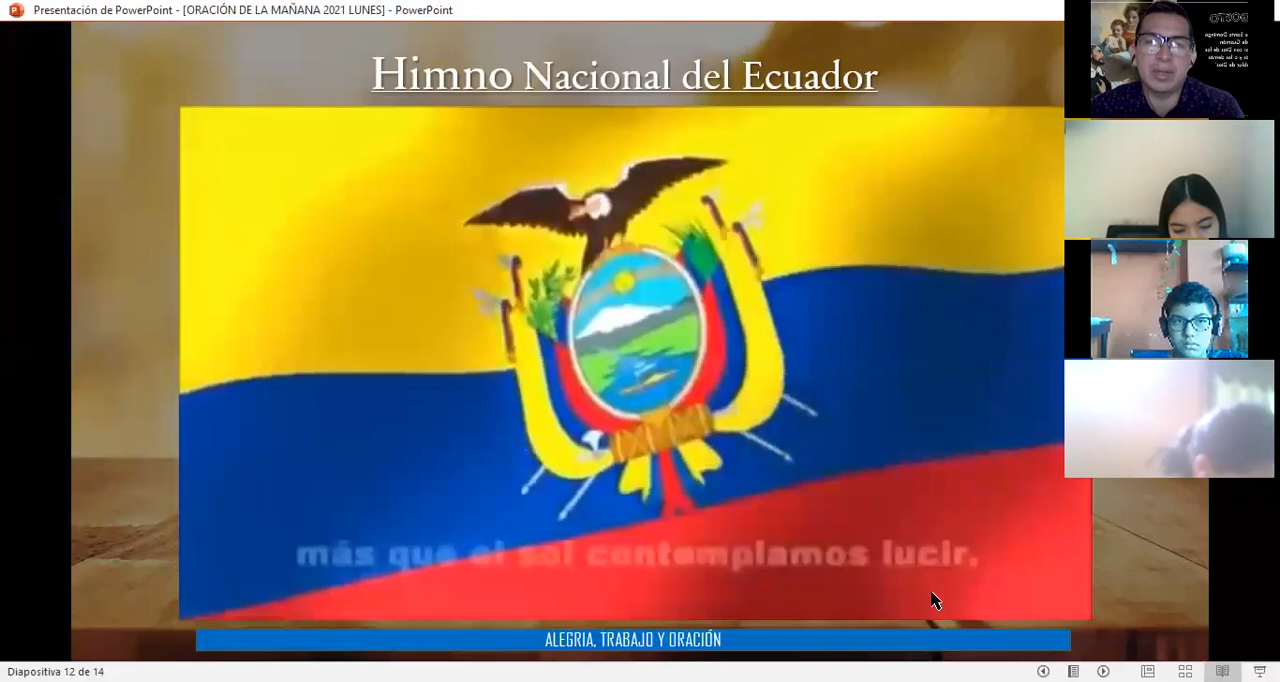 Presentación de PowerPoint - [ORACIÓN DE LA MAÑANA 2021 LUNES] - PowerPoint
Himno Nacional del Ecuador
más que el sol contemplamos lucir.
ALEGRIA, TRABAJO Y ORACIÓN
Diapositiva 12 de 14